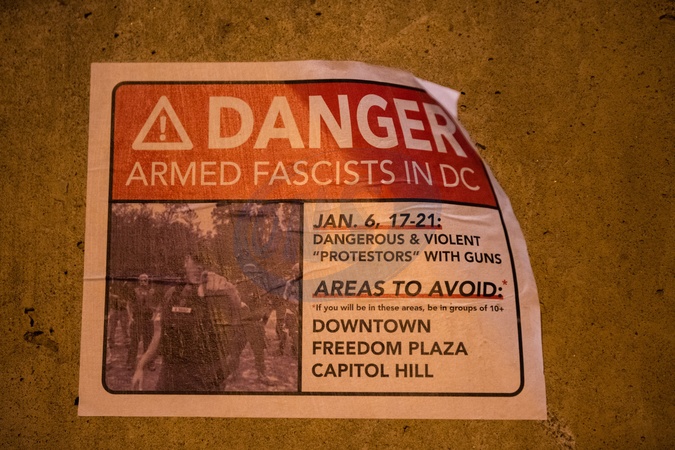 DANGER
ARMED FASCISTS IN DC
JAN. 6, 17-21:
DANGEROUS & VIOLENT
"PROTESTORS" WITH GUNS
AREAS TO AVOID:*
*If you will be in these areas, be in groups of 10+
DOWNTOWN
FREEDOM PLAZA
CAPITOL HILL